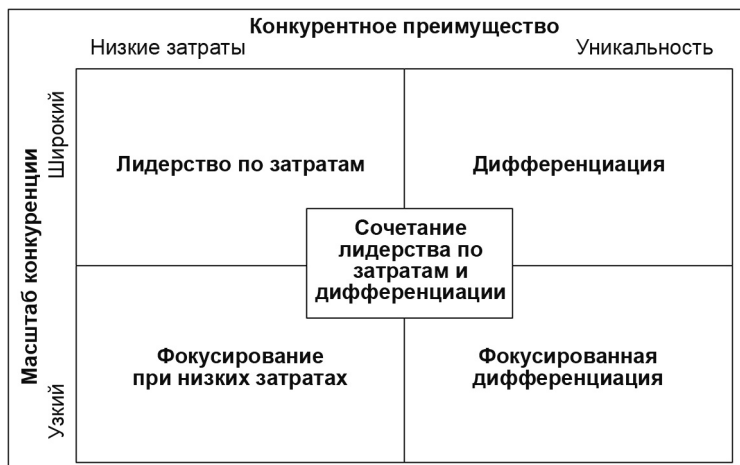 Конкурентное преимущество
Низкие затраты
Уникальность
Масштаб конкуренции
Широкий
Узкий
Лидерство по затратам
Дифференциация
Сочетание
лидерства по
затратам и
дифференциации
Фокусирование
при низких затратах
Фокусированная
дифференциация